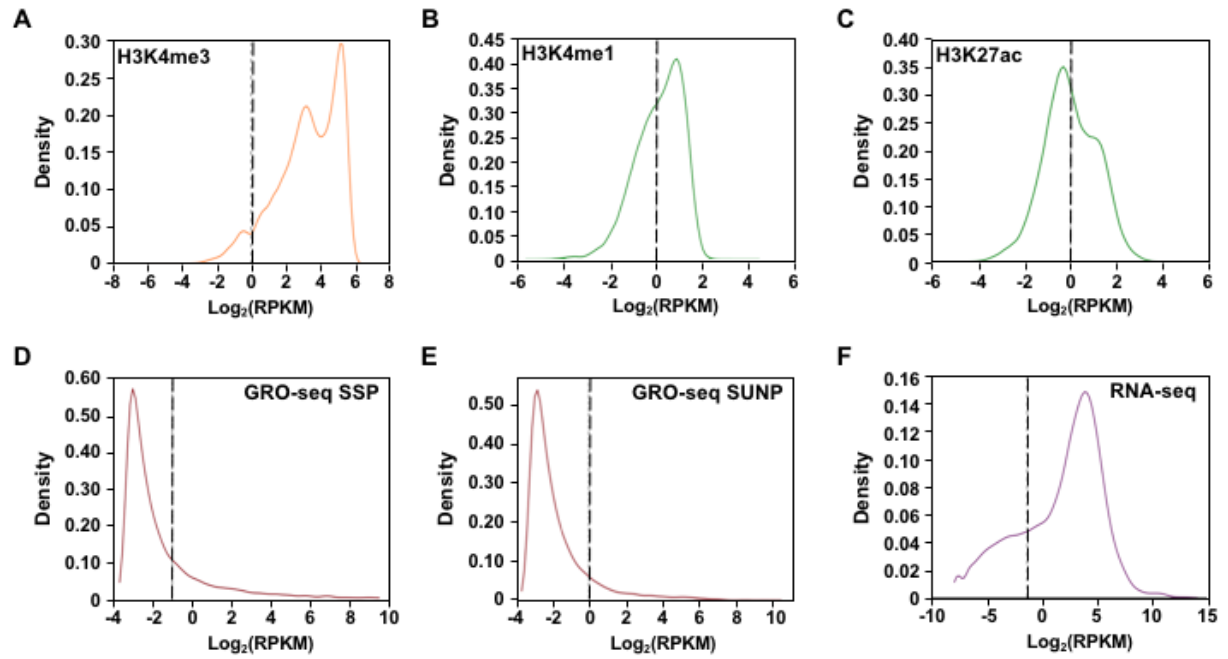 A
H3K4me3
0.30
0.25
0.20
0.15
0.10
0.05
0
Density
-8 -6 -4 -2 0 2 4 6 8
Log₂(RPKM)
B
H3K4me1
0.45
0.40
0.35
0.30
0.25
0.20
0.15
0.10
0.05
0
Density
-6 -4 -2 0 2 4 6
Log₂(RPKM)
C
H3K27ac
0.40
0.35
0.30
0.25
0.20
0.15
0.10
0.05
0.00
Density
-6 -4 -2 0 2 4 6
Log₂(RPKM)
D
GRO-seq SSP
0.60
0.50
0.40
0.30
0.20
0.10
0
Density
-4 -2 0 2 4 6 8 10
Log₂(RPKM)
E
GRO-seq SUNP
0.50
0.40
0.30
0.20
0.10
0
Density
-4 -2 0 2 4 6 8 10
Log₂(RPKM)
F
RNA-seq
0.16
0.14
0.12
0.10
0.08
0.06
0.04
0.02
0
Density
-10 -5 0 5 10 15
Log₂(RPKM)